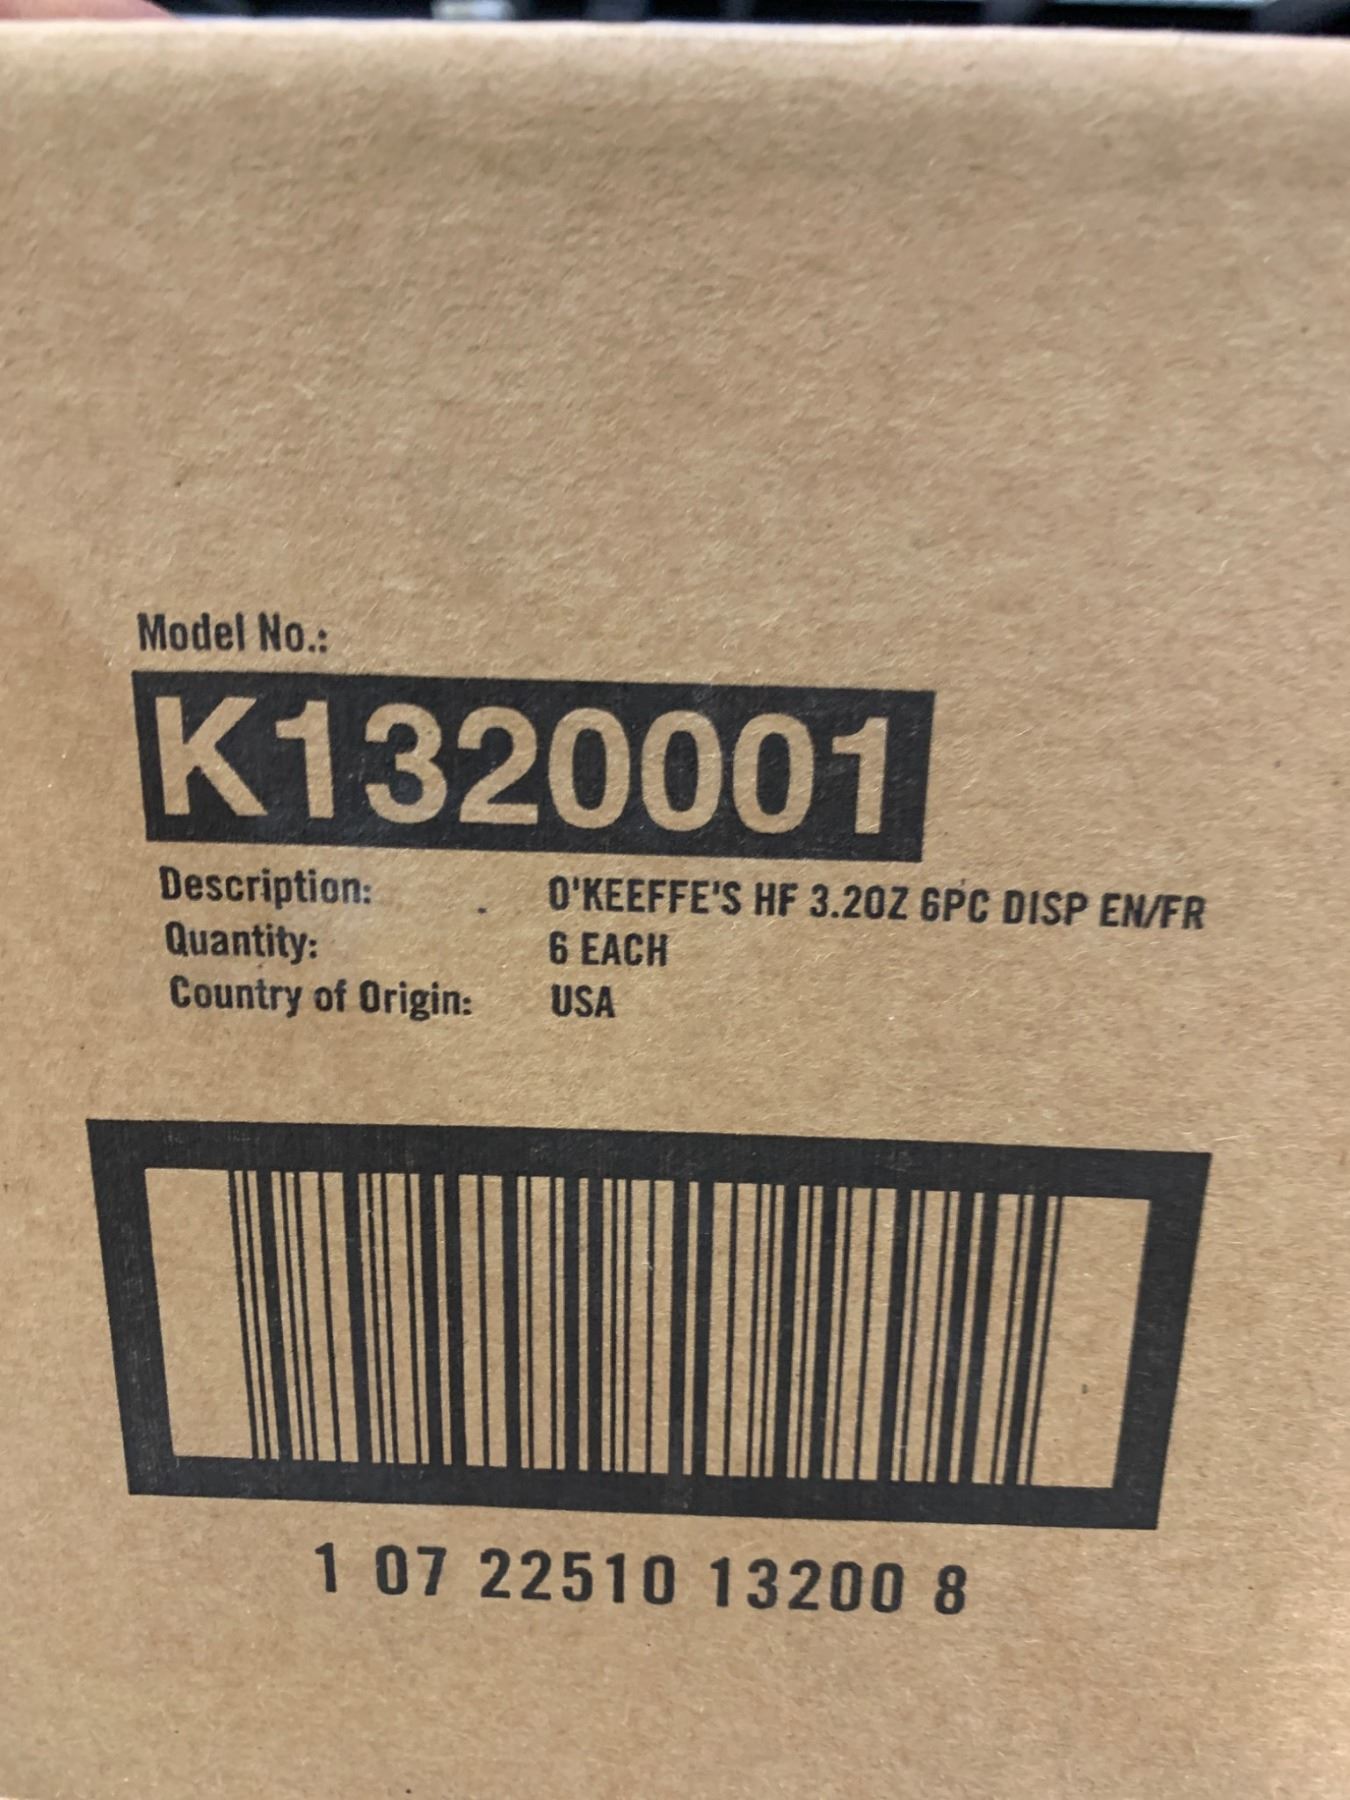 Model No.:
K1320001
Description: O'KEEFFE'S HF 3.2OZ 6PC DISP EN/FR
Quantity: 6 EACH
Country of Origin: USA
1 07 22510 13200 8